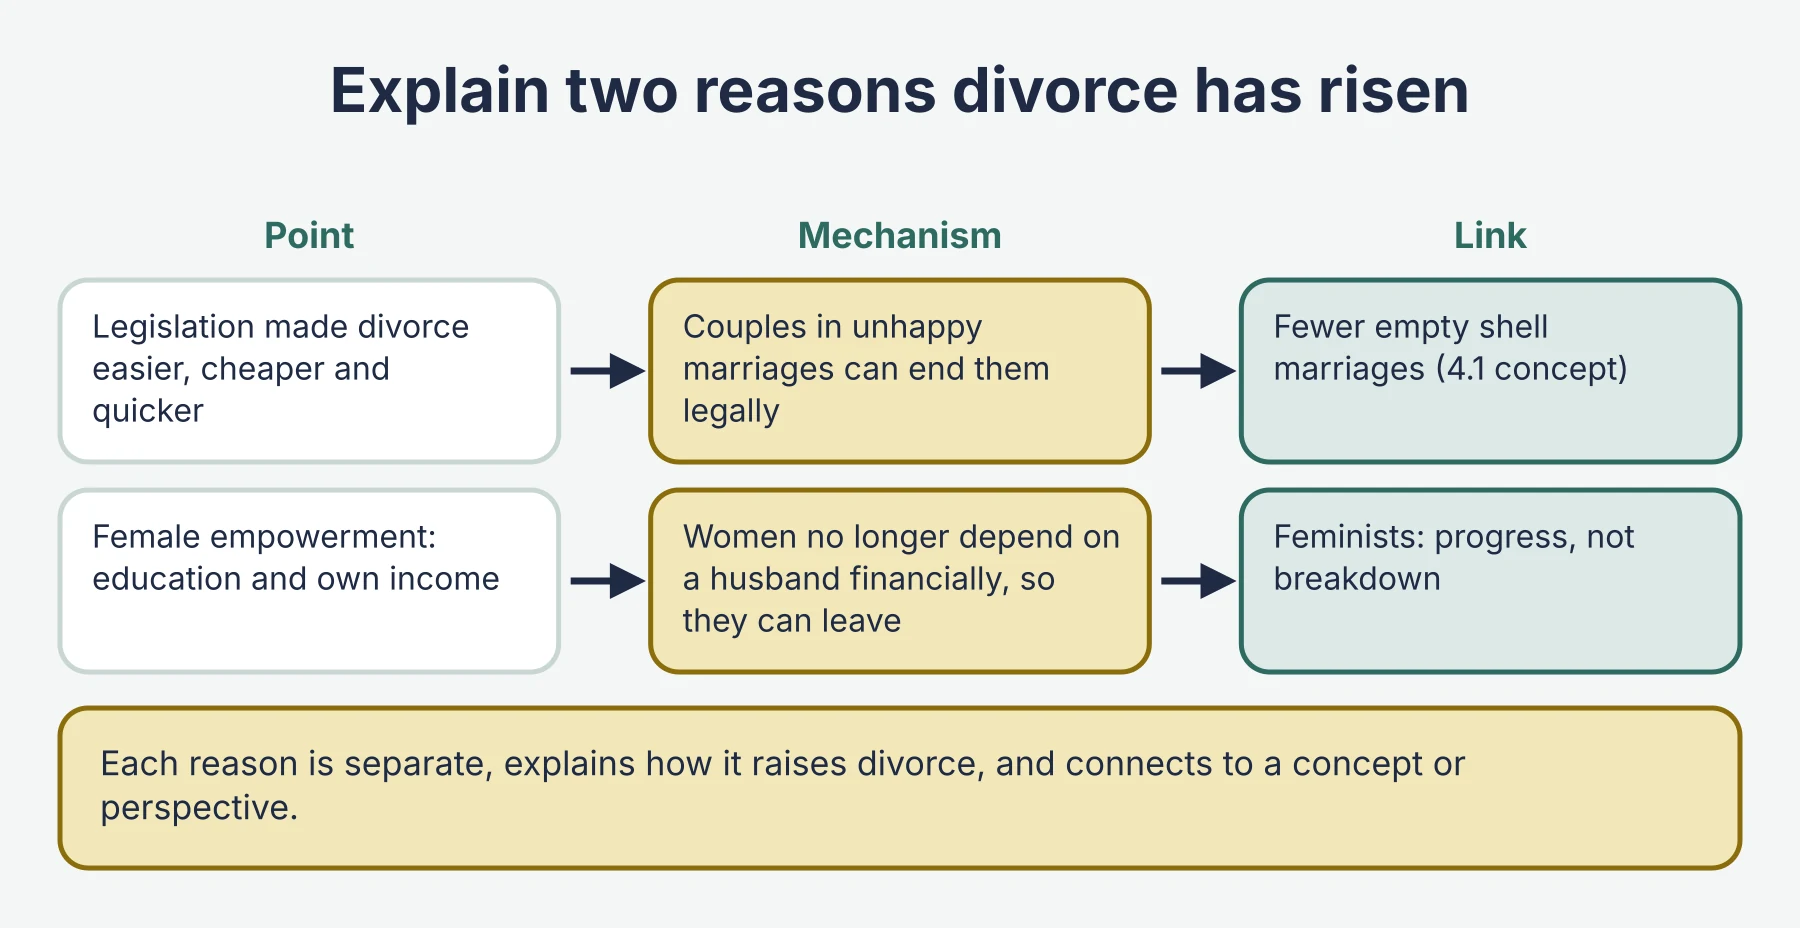 Explain two reasons divorce has risen
Point
Mechanism
Link
Legislation made divorce
easier, cheaper and
quicker
Couples in unhappy
marriages can end them
legally
Fewer empty shell
marriages (4.1 concept)
Female empowerment:
education and own income
Women no longer depend on
a husband financially, so
they can leave
Feminists: progress, not
breakdown
Each reason is separate, explains how it raises divorce, and connects to a concept or
perspective.